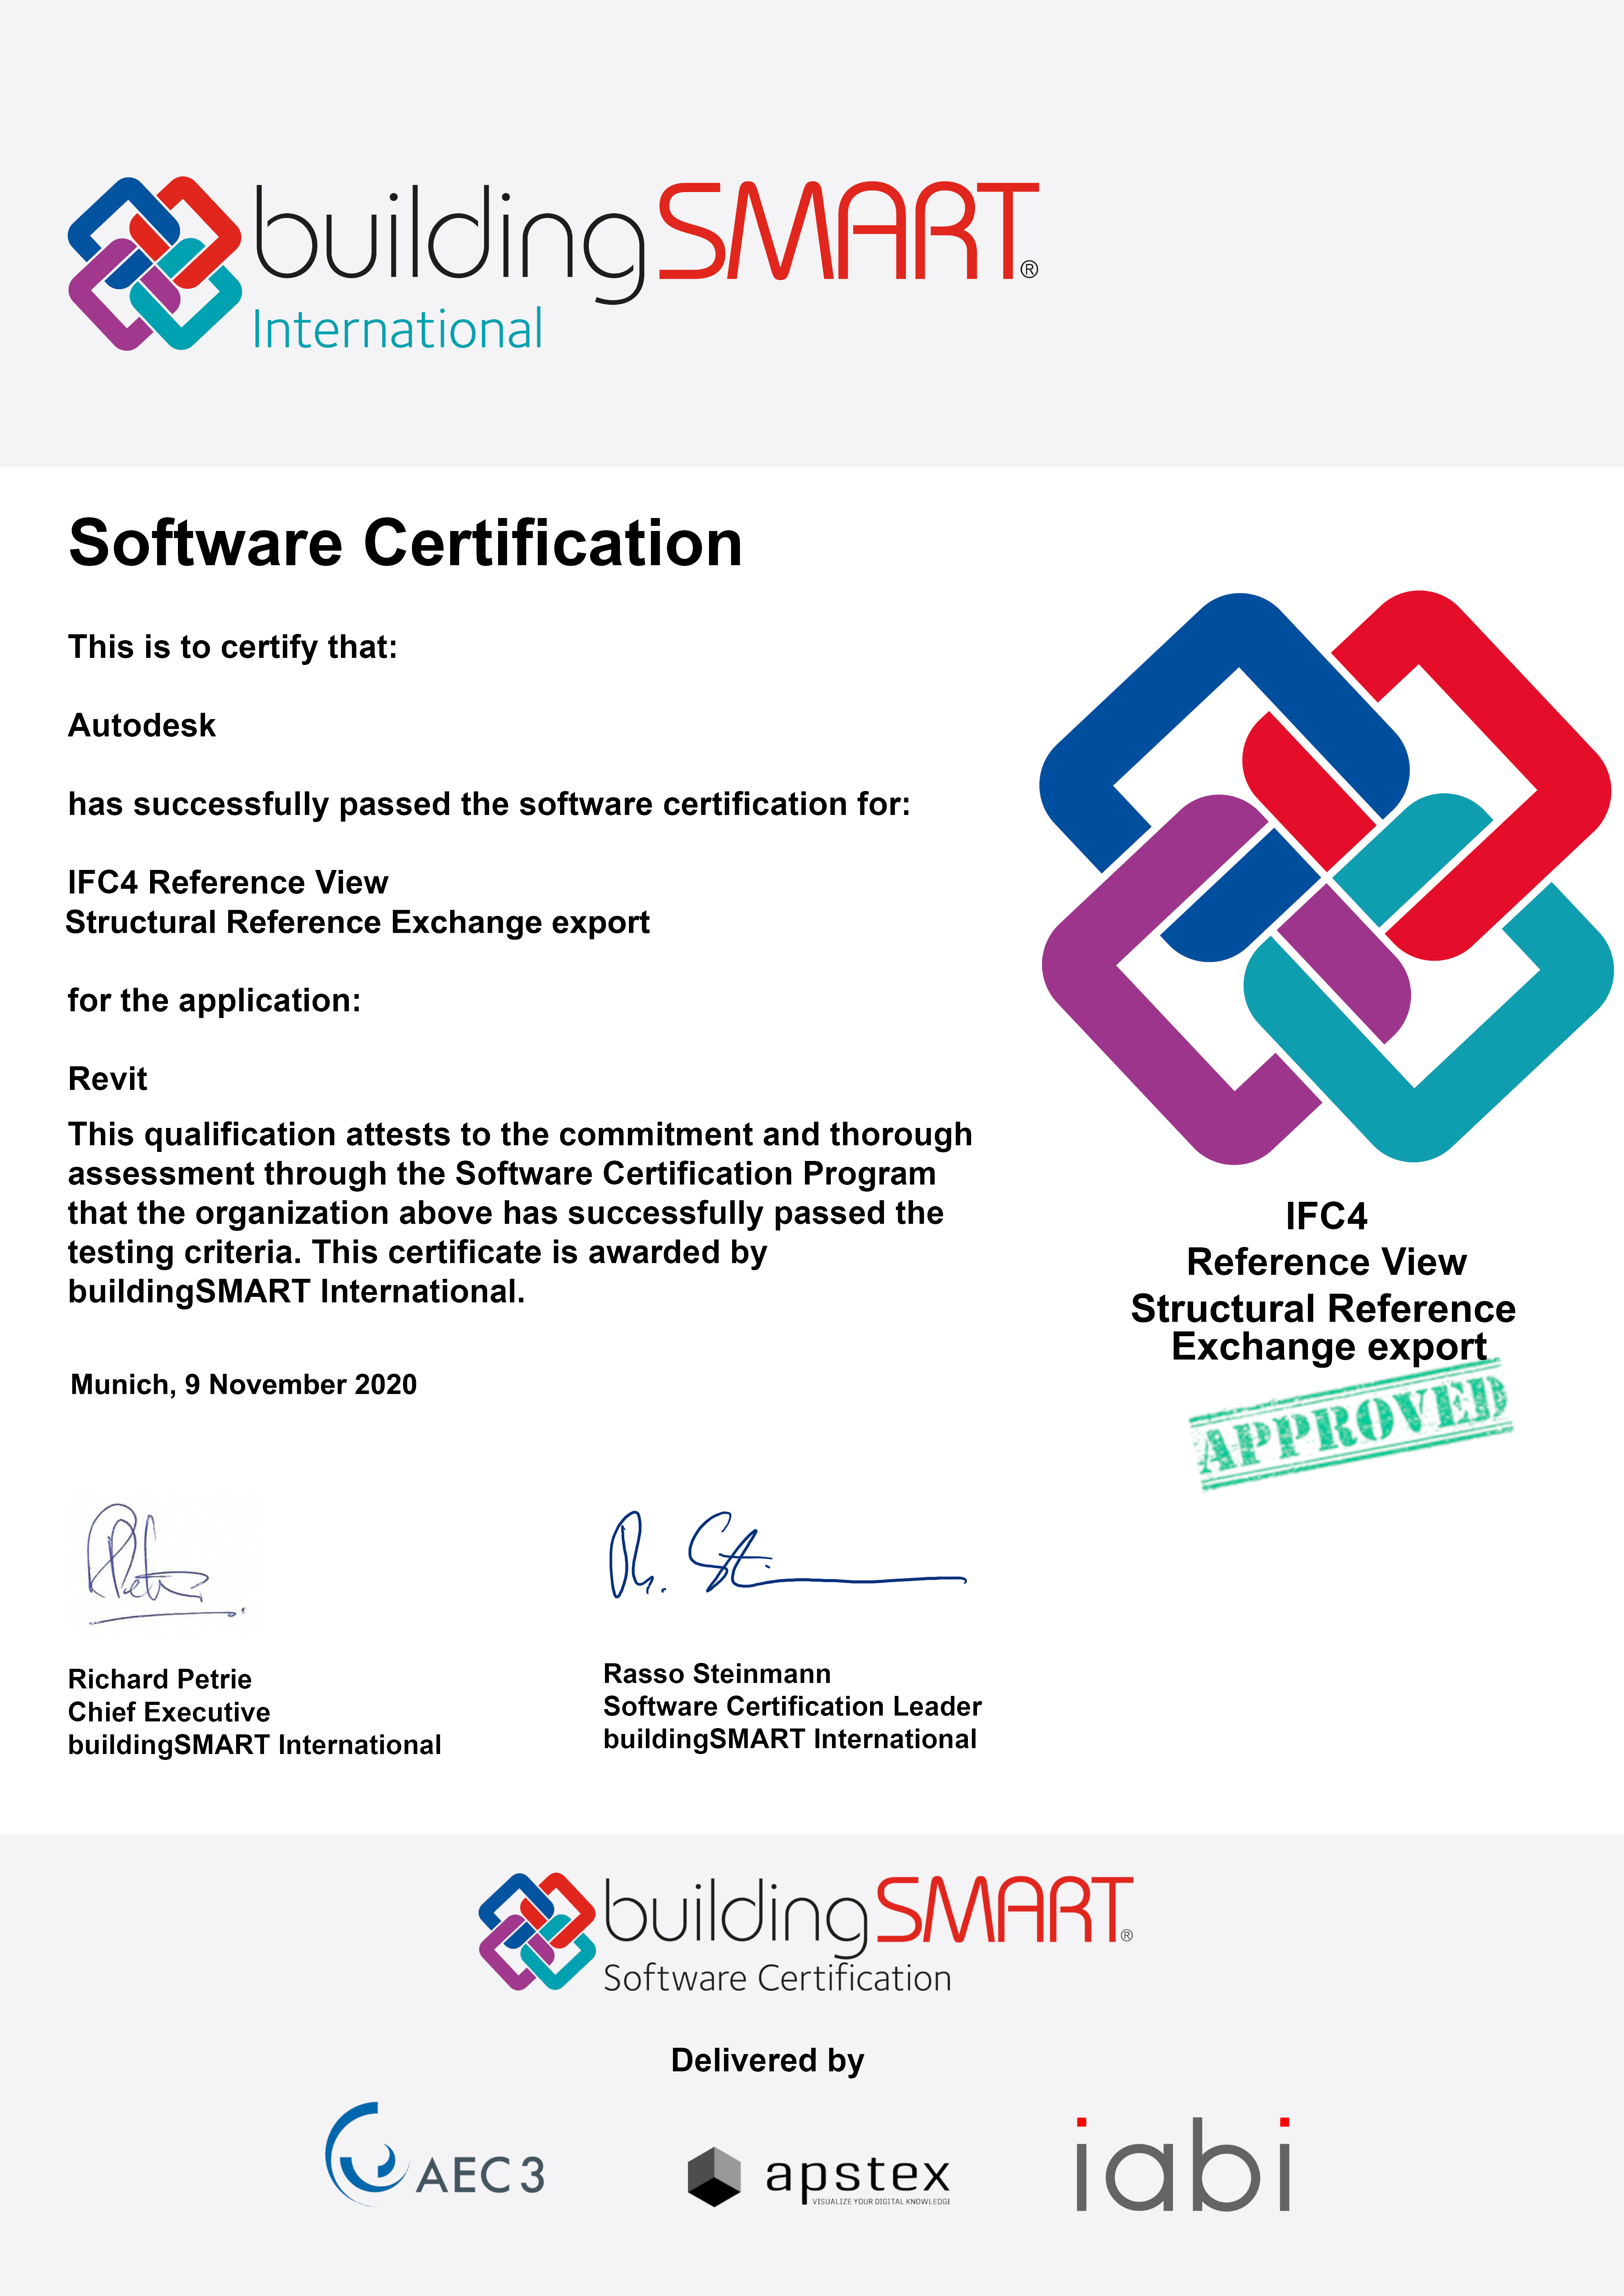 buildingSMART®
International
Software Certification
This is to certify that:
Autodesk
has successfully passed the software certification for:
IFC4 Reference View
Structural Reference Exchange export
for the application:
Revit
This qualification attests to the commitment and thorough
assessment through the Software Certification Program
that the organization above has successfully passed the
testing criteria. This certificate is awarded by
buildingSMART International.
Munich, 9 November 2020
IFC4
Reference View
Structural Reference
Exchange export
APPROVED
Petrie
R. St
Richard Petrie
Chief Executive
buildingSMART International
Rasso Steinmann
Software Certification Leader
buildingSMART International
buildingSMART®
Software Certification
Delivered by
AEC3
apstex
VISUALIZE YOUR DIGITAL KNOWLEDGE
iabi